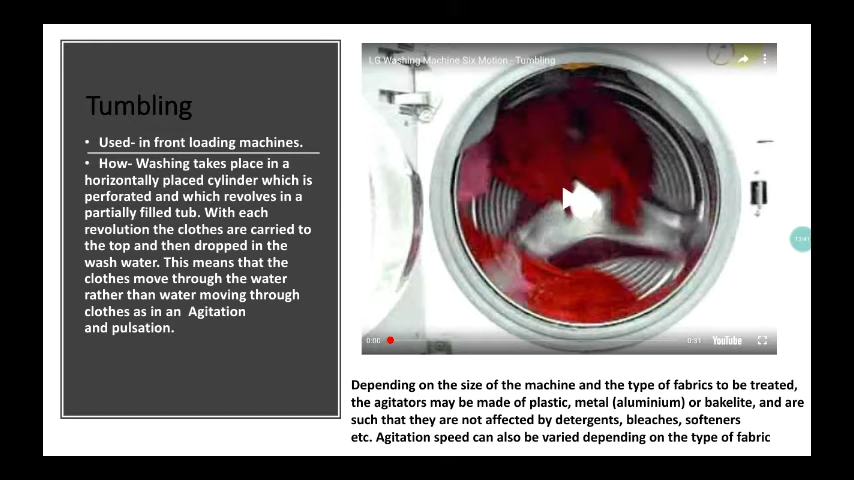 Tumbling
• Used- in front loading machines.
• How- Washing takes place in a
horizontally placed cylinder which is
perforated and which revolves in a
partially filled tub. With each
revolution the clothes are carried to
the top and then dropped in the
wash water. This means that the
clothes move through the water
rather than water moving through
clothes as in an Agitation
and pulsation.
LG Washing Machine Six Motion - Tumbling
0:00
0:31
YouTube
Depending on the size of the machine and the type of fabrics to be treated,
the agitators may be made of plastic, metal (aluminium) or bakelite, and are
such that they are not affected by detergents, bleaches, softeners
etc. Agitation speed can also be varied depending on the type of fabric